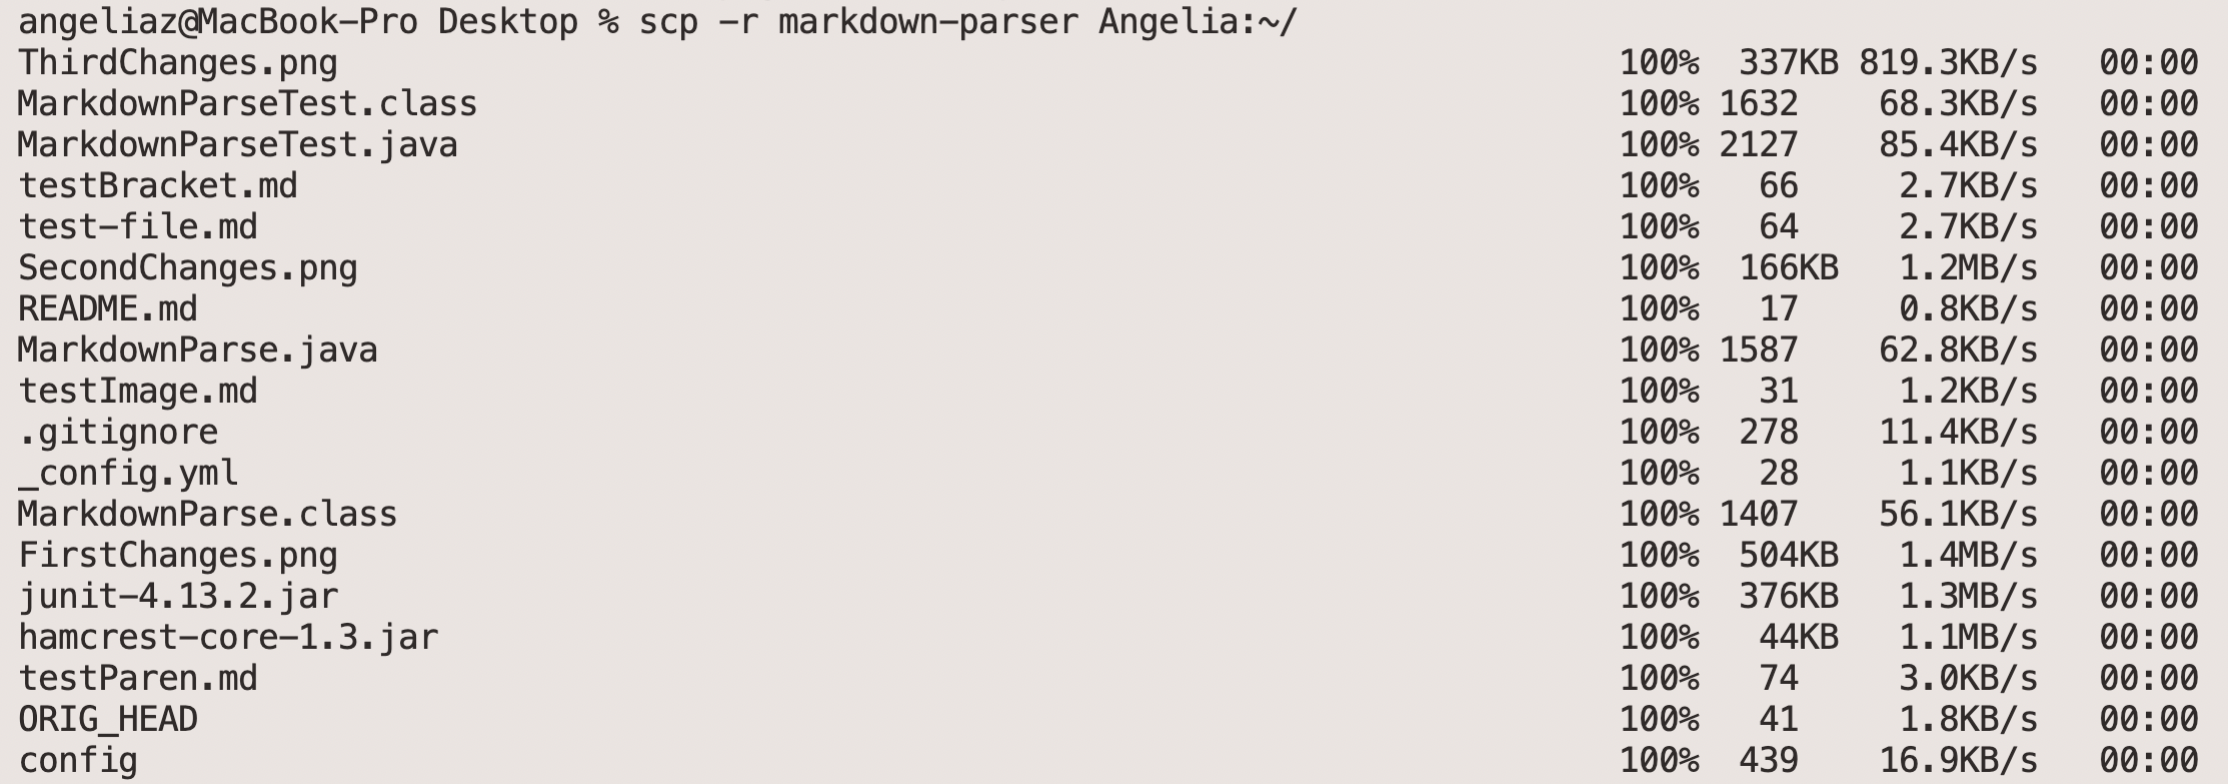 angeliaz@MacBook-Pro Desktop % scp -r markdown-parser Angelia:~/
ThirdChanges.png 100% 337KB 819.3KB/s 00:00
MarkdownParseTest.class 100% 1632 68.3KB/s 00:00
MarkdownParseTest.java 100% 2127 85.4KB/s 00:00
testBracket.md 100% 66 2.7KB/s 00:00
test-file.md 100% 64 2.7KB/s 00:00
SecondChanges.png 100% 166KB 1.2MB/s 00:00
README.md 100% 17 0.8KB/s 00:00
MarkdownParse.java 100% 1587 62.8KB/s 00:00
testImage.md 100% 31 1.2KB/s 00:00
.gitignore 100% 278 11.4KB/s 00:00
_config.yml 100% 28 1.1KB/s 00:00
MarkdownParse.class 100% 1407 56.1KB/s 00:00
FirstChanges.png 100% 504KB 1.4MB/s 00:00
junit-4.13.2.jar 100% 376KB 1.3MB/s 00:00
hamcrest-core-1.3.jar 100% 44KB 1.1MB/s 00:00
testParen.md 100% 74 3.0KB/s 00:00
ORIG_HEAD 100% 41 1.8KB/s 00:00
config 100% 439 16.9KB/s 00:00